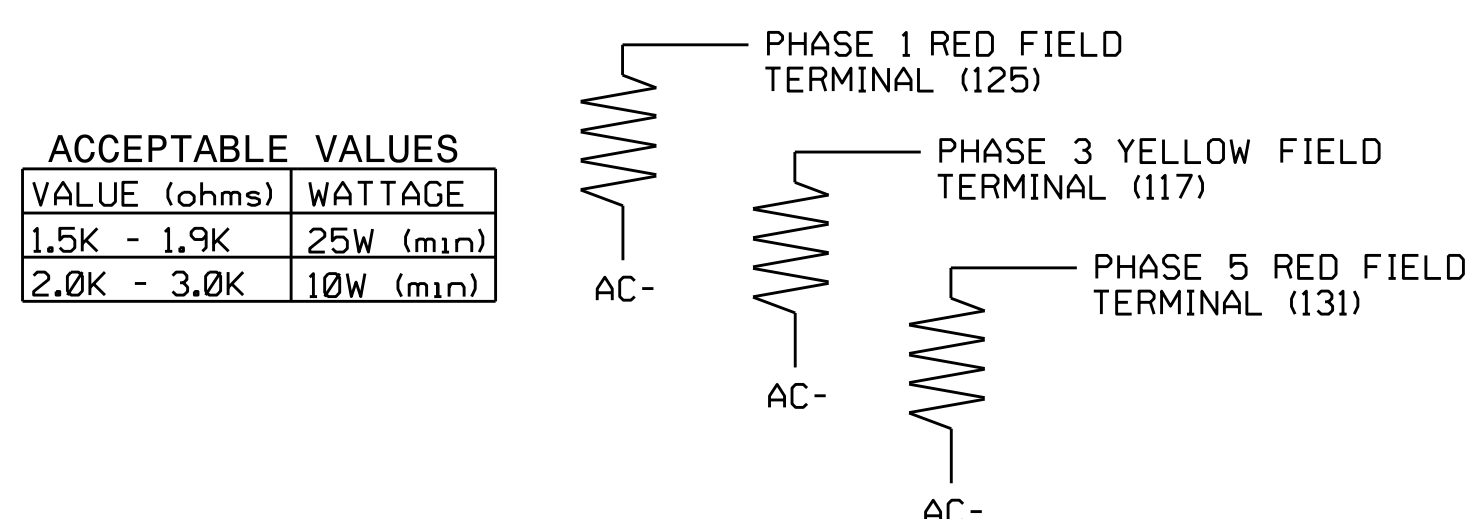 ACCEPTABLE VALUES
VALUE (ohms) WATTAGE
1.5K - 1.9K 25W (min)
2.0K - 3.0K 10W (min)
PHASE 1 RED FIELD
TERMINAL (125)
AC-
PHASE 3 YELLOW FIELD
TERMINAL (117)
AC-
PHASE 5 RED FIELD
TERMINAL (131)
AC-